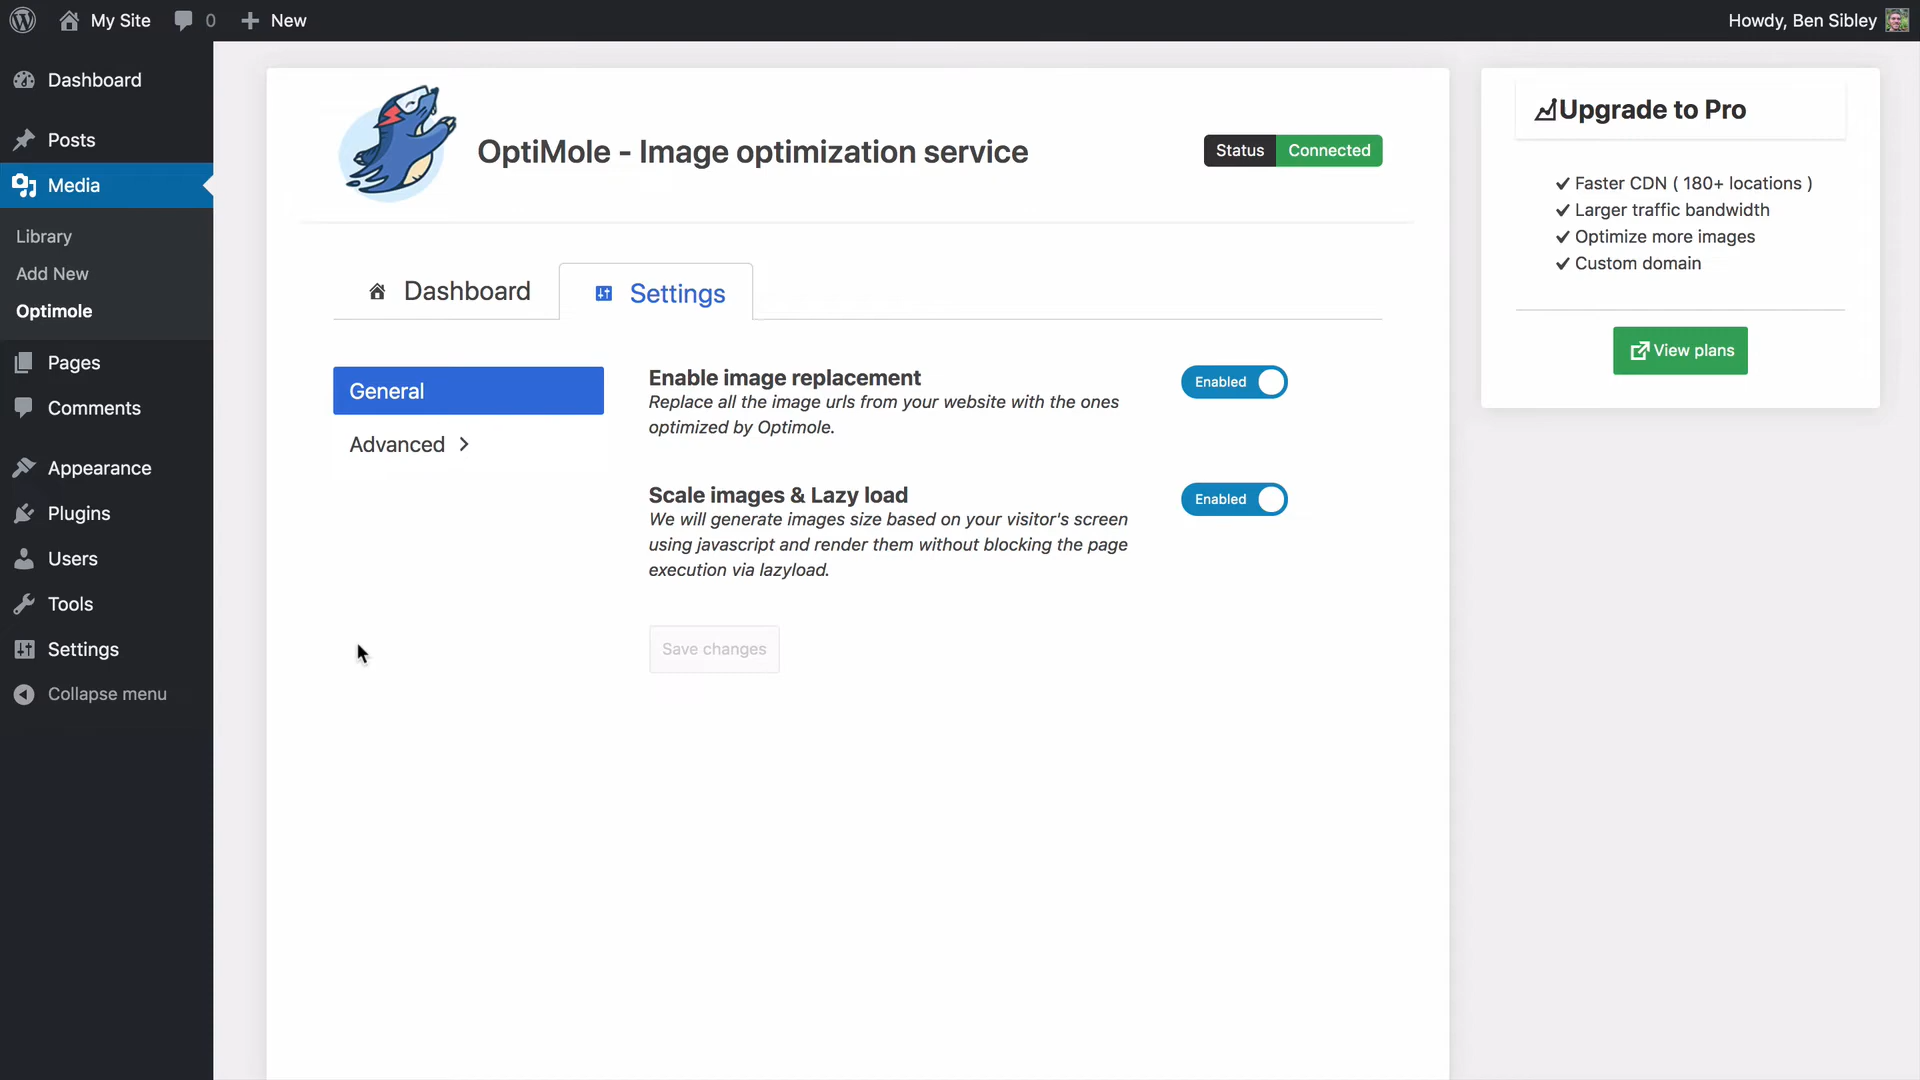 My Site
0
New
Howdy, Ben Sibley
Dashboard
Posts
Media
Library
Add New
Optimole
Pages
Comments
Appearance
Plugins
Users
Tools
Settings
Collapse menu
OptiMole - Image optimization service
Status Connected
Dashboard
Settings
General
Advanced
Enable image replacement
Replace all the image urls from your website with the ones
optimized by Optimole.
Enabled
Scale images & Lazy load
We will generate images size based on your visitor's screen
using javascript and render them without blocking the page
execution via lazyload.
Enabled
Save changes
Upgrade to Pro
✔ Faster CDN ( 180+ locations )
✔ Larger traffic bandwidth
✔ Optimize more images
✔ Custom domain
View plans